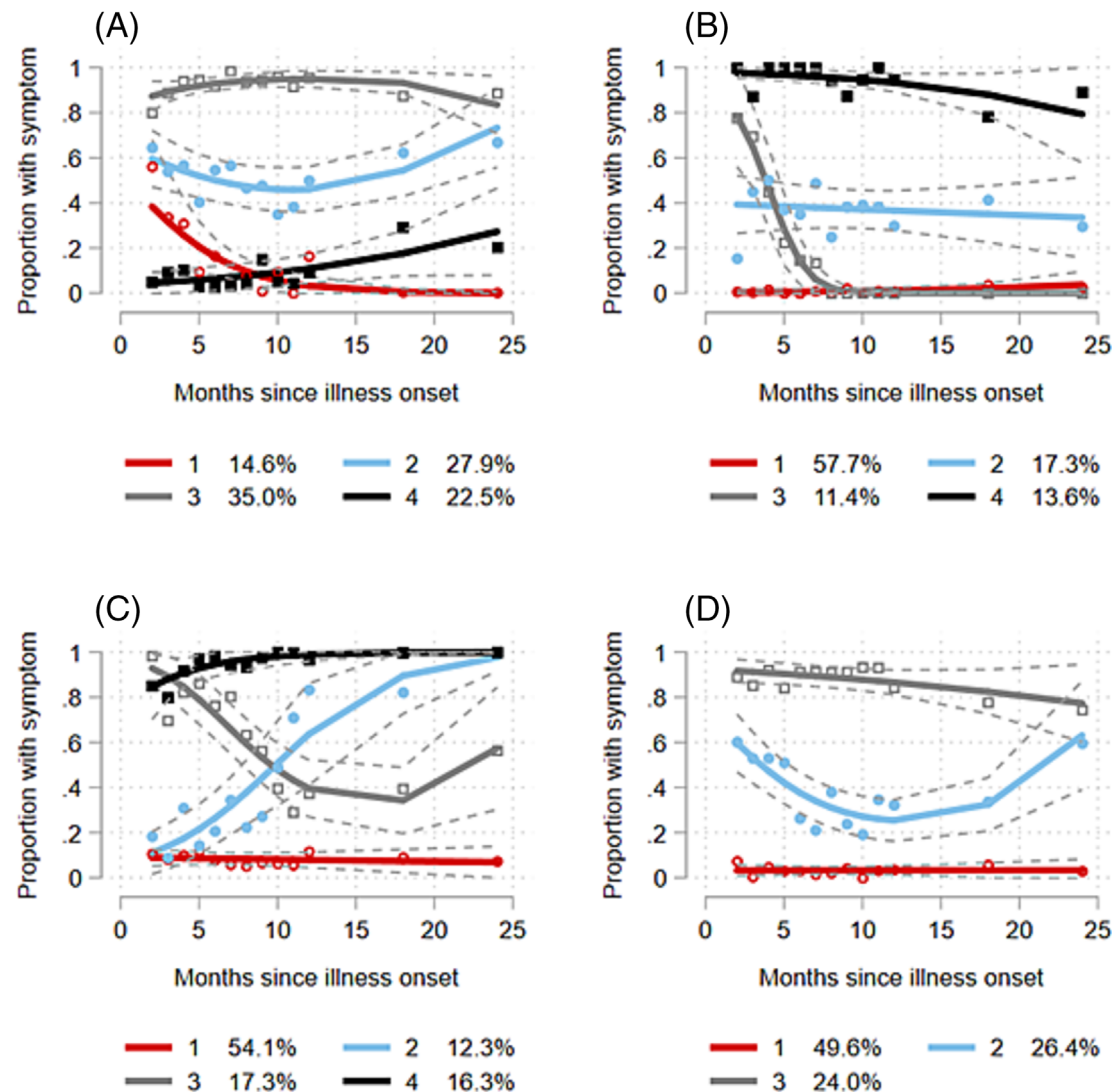 (A)
Proportion with symptom
1
.8
.6
.4
.2
0
0 5 10 15 20 25
Months since illness onset
1 14.6% 2 27.9%
3 35.0% 4 22.5%
(B)
Proportion with symptom
1
.8
.6
.4
.2
0
0 5 10 15 20 25
Months since illness onset
1 57.7% 2 17.3%
3 11.4% 4 13.6%
(C)
Proportion with symptom
1
.8
.6
.4
.2
0
0 5 10 15 20 25
Months since illness onset
1 54.1% 2 12.3%
3 17.3% 4 16.3%
(D)
Proportion with symptom
1
.8
.6
.4
.2
0
0 5 10 15 20 25
Months since illness onset
1 49.6% 2 26.4%
3 24.0%